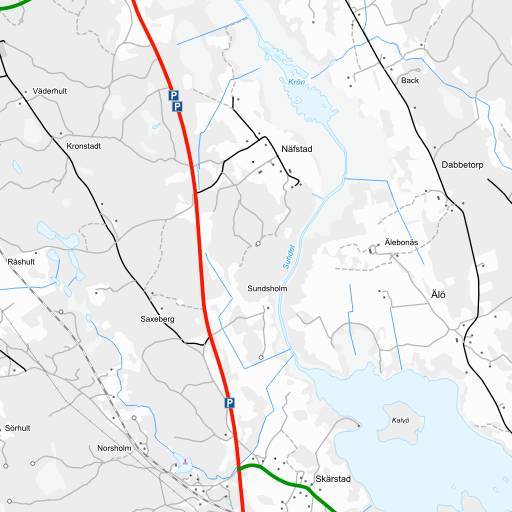 Krön
Back
Väderhult
P
P
Kronstadt
Näfstad
Dabbetorp
Älebonäs
Sundet
Råshult
Sundsholm
Älö
Saxeberg
P
Kalvö
Sörhult
Norsholm
Skärstad